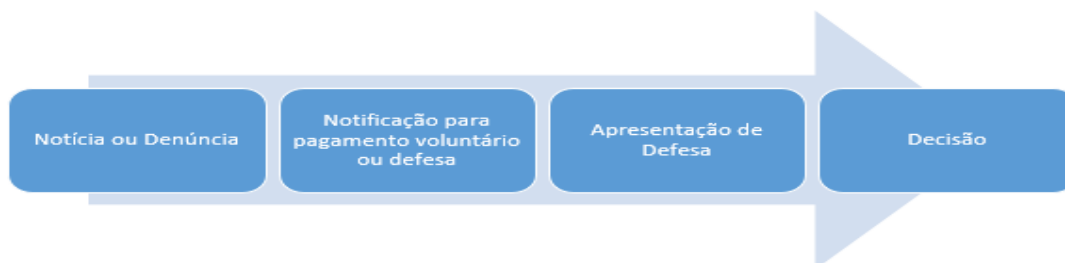 Notícia ou Denúncia
Notificação para
pagamento voluntário
ou defesa
Apresentação de
Defesa
Decisão